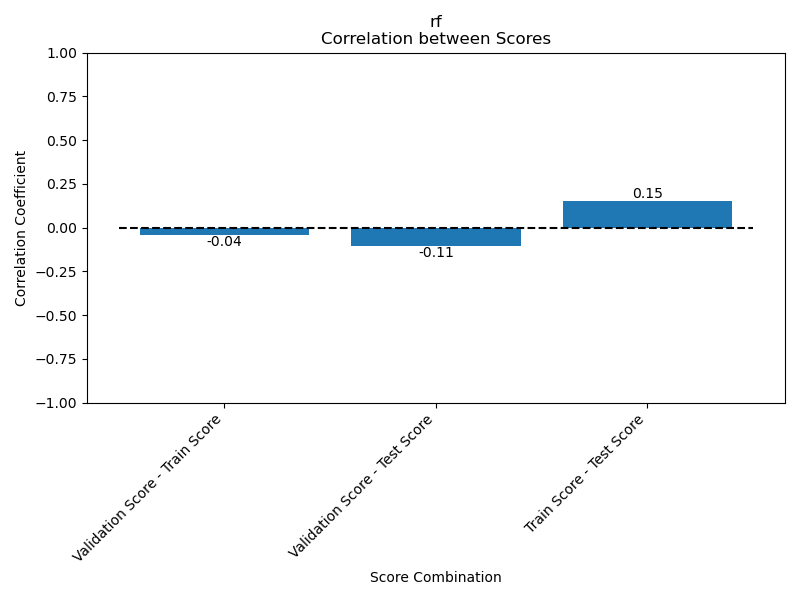 rf
Correlation between Scores
1.00
0.75
0.50
0.25
0.00
−0.25
−0.50
−0.75
−1.00
Correlation Coefficient
-0.04
-0.11
0.15
Validation Score - Train Score
Validation Score - Test Score
Train Score - Test Score
Score Combination